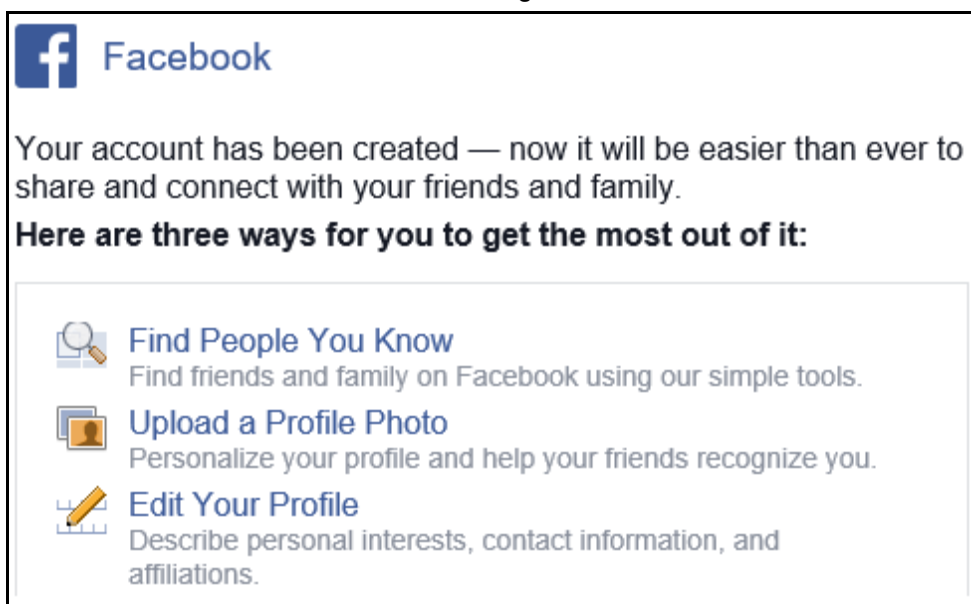 Facebook
Your account has been created — now it will be easier than ever to
share and connect with your friends and family.
Here are three ways for you to get the most out of it:
Find People You Know
Find friends and family on Facebook using our simple tools.
Upload a Profile Photo
Personalize your profile and help your friends recognize you.
Edit Your Profile
Describe personal interests, contact information, and
affiliations.